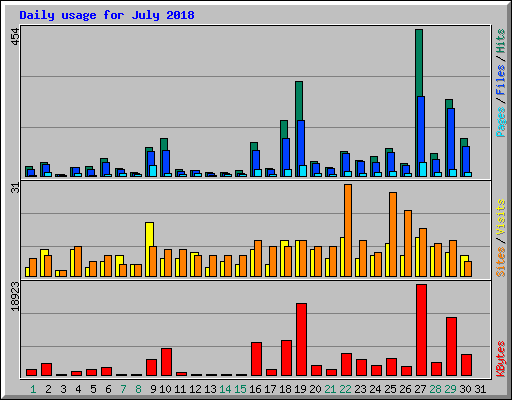 Daily usage for July 2018
454
Pages / Files / Hits
31
Sites / Visits
18923
KBytes
1 2 3 4 5 6 7 8 9 10 11 12 13 14 15 16 17 18 19 20 21 22 23 24 25 26 27 28 29 30 31